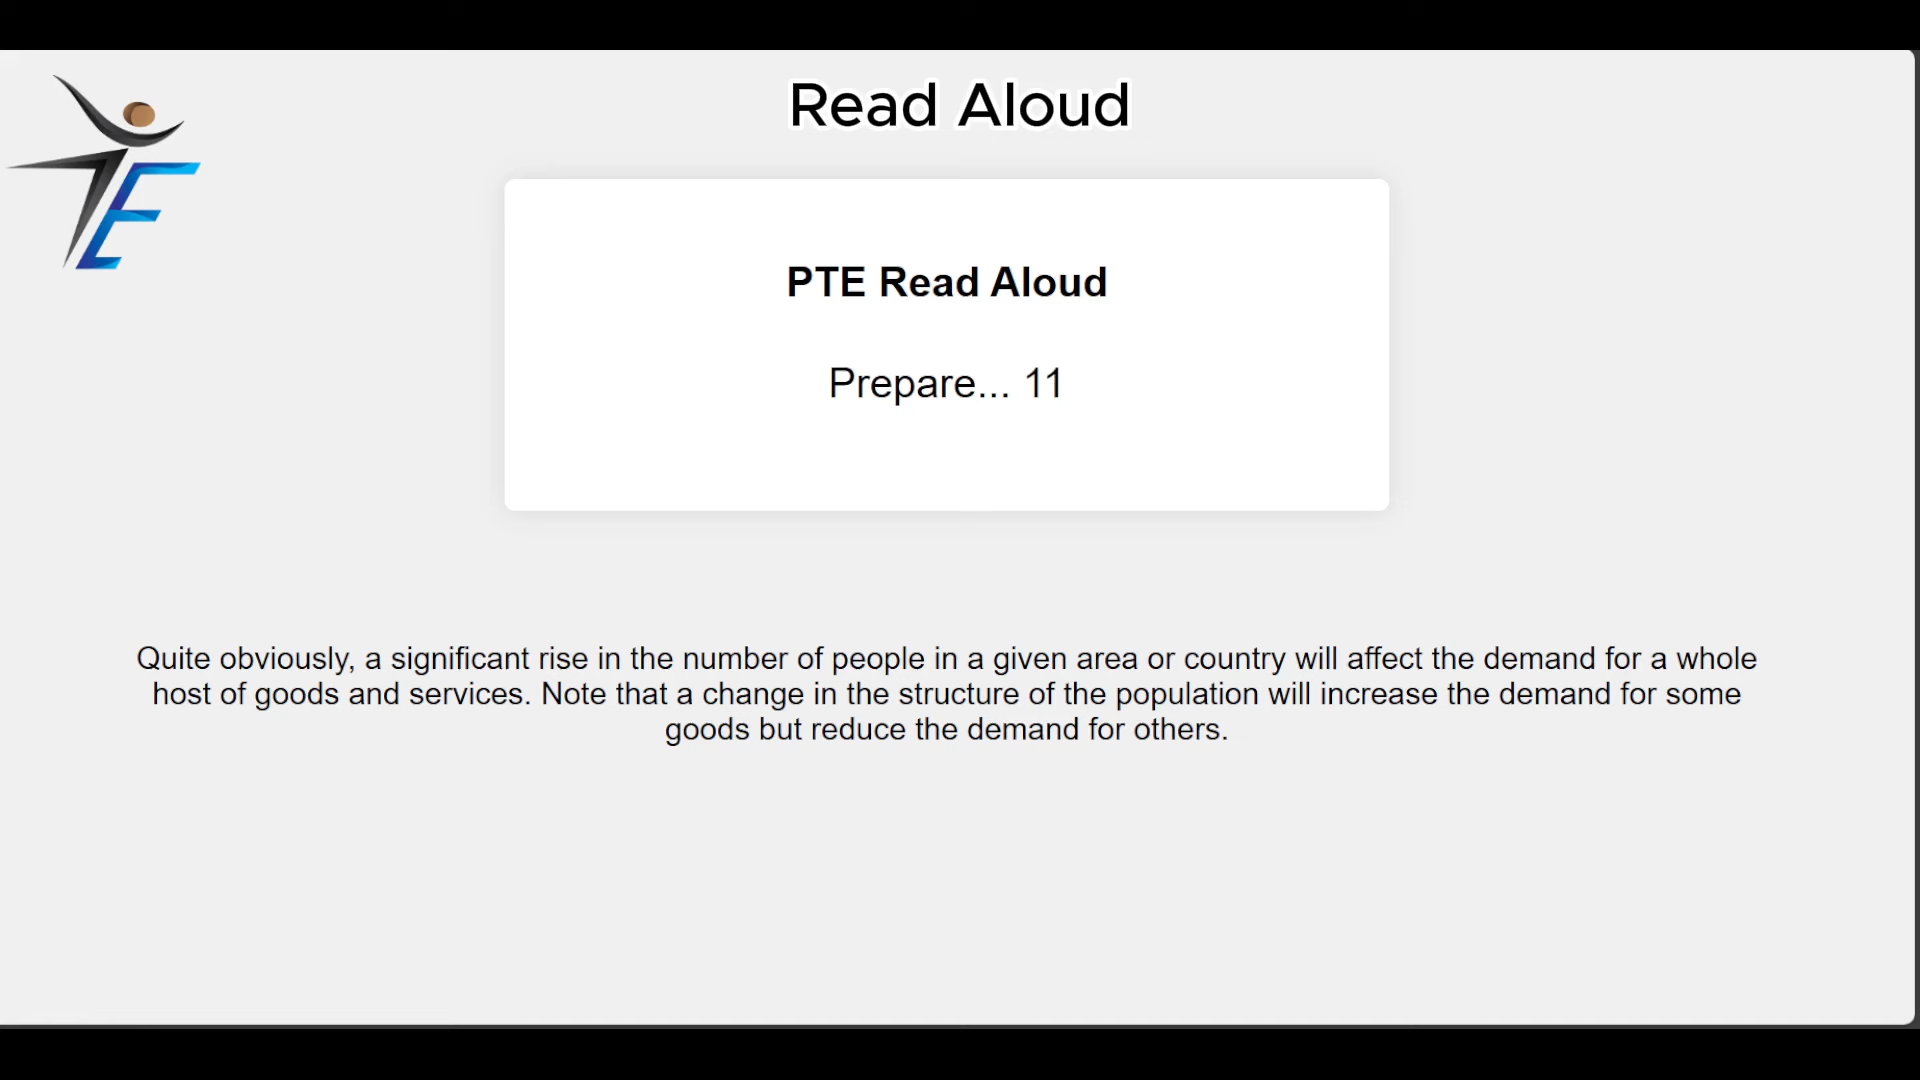 Read Aloud
PTE Read Aloud
Prepare... 11
Quite obviously, a significant rise in the number of people in a given area or country will affect the demand for a whole
host of goods and services. Note that a change in the structure of the population will increase the demand for some
goods but reduce the demand for others.